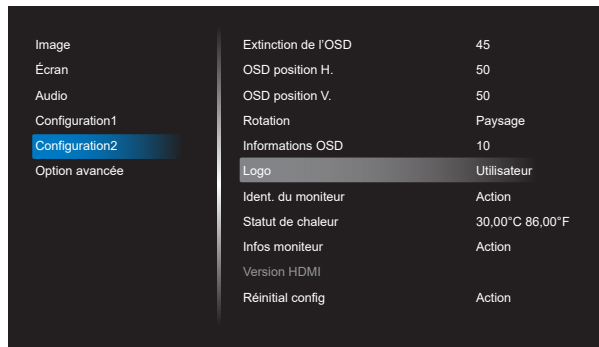 Image
Écran
Audio
Configuration1
Configuration2
Option avancée
Extinction de l'OSD 45
OSD position H. 50
OSD position V. 50
Rotation Paysage
Informations OSD 10
Logo Utilisateur
Ident. du moniteur Action
Statut de chaleur 30,00°C 86,00°F
Infos moniteur Action
Version HDMI
Réinitial config Action